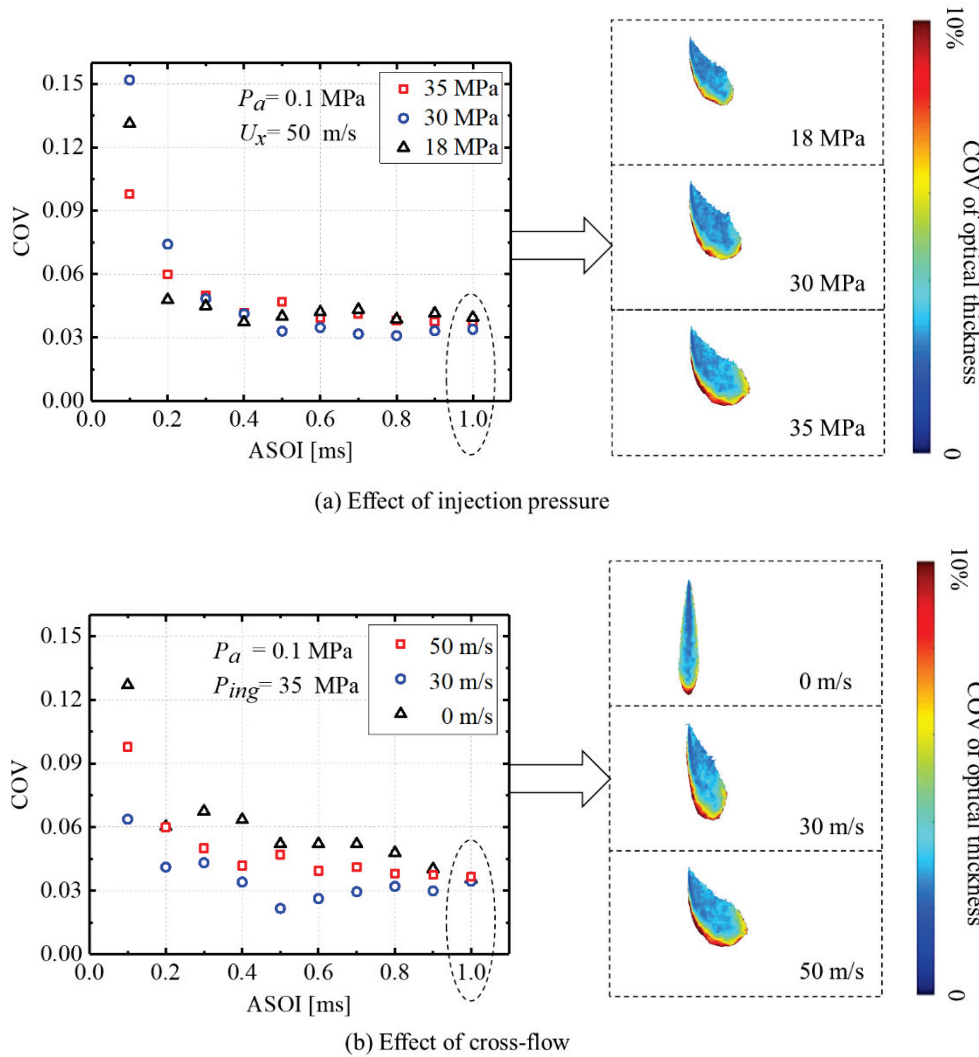 0.15
0.12
0.09
0.06
0.03
0.00
COV
P_a= 0.1 MPa
U_x= 50 m/s
35 MPa
30 MPa
18 MPa
0.0 0.2 0.4 0.6 0.8 1.0
ASOI [ms]
18 MPa
30 MPa
35 MPa
10%
COV of optical thickness
0
(a) Effect of injection pressure
0.15
0.12
0.09
0.06
0.03
0.00
COV
P_a = 0.1 MPa
P_ing= 35 MPa
50 m/s
30 m/s
0 m/s
0.0 0.2 0.4 0.6 0.8 1.0
ASOI [ms]
0 m/s
30 m/s
50 m/s
10%
COV of optical thickness
0
(b) Effect of cross-flow